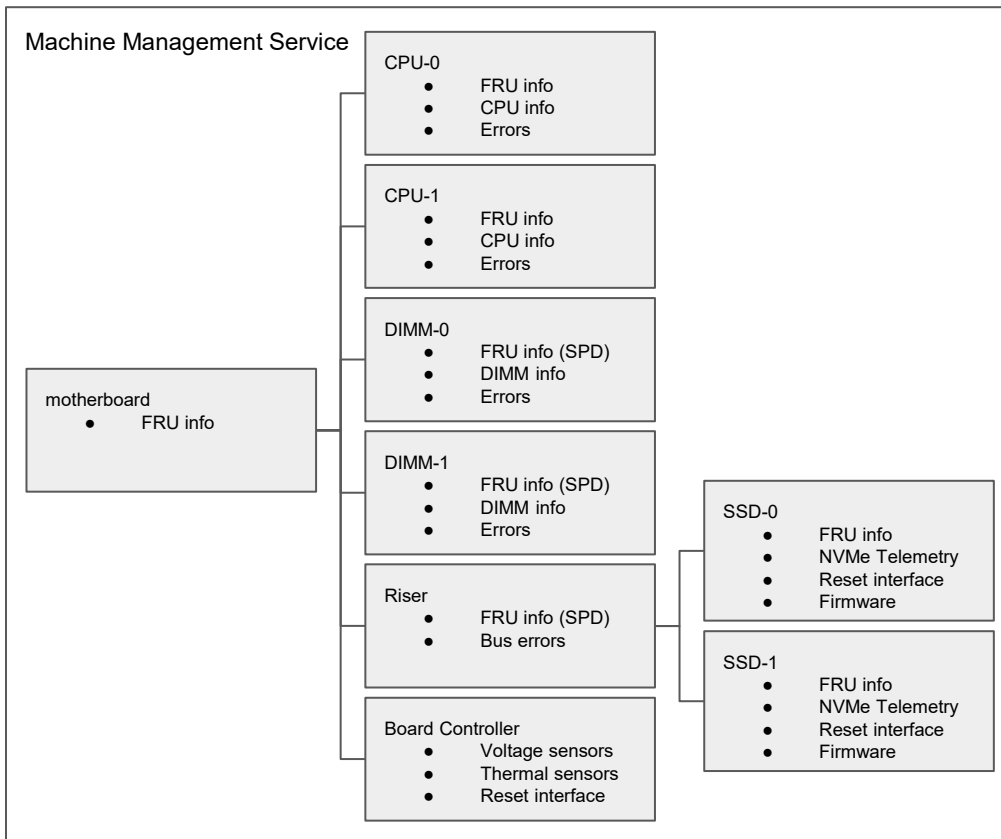 Machine Management Service
CPU-0
● FRU info
● CPU info
● Errors
CPU-1
● FRU info
● CPU info
● Errors
DIMM-0
● FRU info (SPD)
● DIMM info
● Errors
motherboard
● FRU info
DIMM-1
● FRU info (SPD)
● DIMM info
● Errors
Riser
● FRU info (SPD)
● Bus errors
Board Controller
● Voltage sensors
● Thermal sensors
● Reset interface
SSD-0
● FRU info
● NVMe Telemetry
● Reset interface
● Firmware
SSD-1
● FRU info
● NVMe Telemetry
● Reset interface
● Firmware